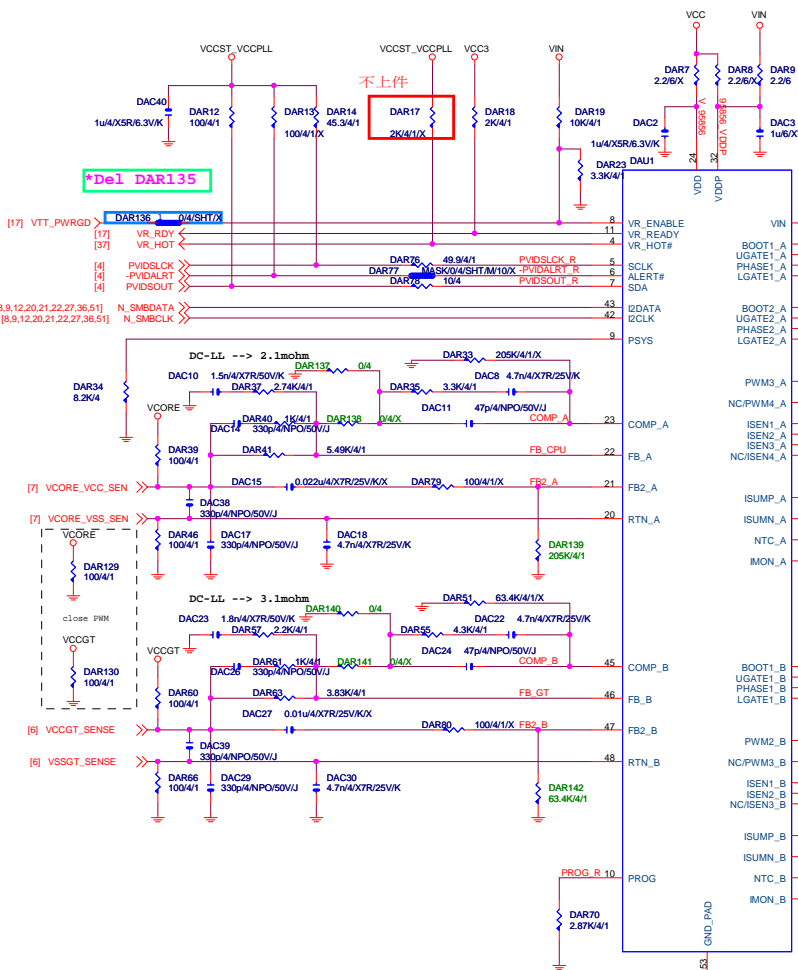 VCC
VIN
VCCST_VCCPLL
VCCST_VCCPLL
VCC3
VIN
不上件
DAR7
2.2/6/X
DAR8
2.2/6/X
DAR9
2.2/6
DAC40
1u/4/X5R/6.3V/K
DAR12
100/4/1
DAR13
100/4/1/X
DAR14
45.3/4/1
DAR17
2K/4/1/X
DAR18
2K/4/1
DAR19
10K/4/1
V_95856
95856_VDDP
DAC2
1u/4/X5R/6.3V/K
DAC3
1u/6/X
DAR23
3.3K/4/1
DAU1
24
32
VDD
VDDP
*Del DAR135
[17] VTT_PWRGD
DAR136
0/4/SHT/X
8
VR_ENABLE
VIN
[17] VR_RDY
11
VR_READY
[37] VR_HOT
4
VR_HOT#
BOOT1_A
UGATE1_A
PHASE1_A
LGATE1_A
[4] PVIDSLCK
DAR76
49.9/4/1
PVIDSLCK_R
5
SCLK
[4] -PVIDALRT
DAR77
MASK/0/4/SHT/M/10/X
-PVIDALRT_R
6
ALERT#
[4] PVIDSOUT
DAR78
10/4
PVIDSOUT_R
7
SDA
8,9,12,20,21,22,27,36,51]
N_SMBDATA
43
I2DATA
[8,9,12,20,21,22,27,36,51]
N_SMBCLK
42
I2CLK
BOOT2_A
UGATE2_A
PHASE2_A
LGATE2_A
9
PSYS
DC-LL --> 2.1mohm
DAR137
0/4
DAR33
205K/4/1/X
DAR34
8.2K/4
DAC10
1.5n/4/X7R/50V/K
DAR37
2.74K/4/1
DAR35
3.3K/4/1
DAC8
4.7n/4/X7R/25V/K
PWM3_A
NC/PWM4_A
VCORE
DAR40
1K/4/1
DAC14
330p/4/NPO/50V/J
DAR138
0/4/X
DAC11
47p/4/NPO/50V/J
COMP_A
23
COMP_A
ISEN1_A
ISEN2_A
ISEN3_A
NC/ISEN4_A
DAR39
100/4/1
DAR41
5.49K/4/1
FB_CPU
22
FB_A
[7] VCORE_VCC_SEN
DAC15
0.022u/4/X7R/25V/K/X
DAR79
100/4/1/X
FB2_A
21
FB2_A
ISUMP_A
DAC38
330p/4/NPO/50V/J
[7] VCORE_VSS_SEN
20
RTN_A
ISUMN_A
NTC_A
IMON_A
VCORE
DAR46
100/4/1
DAC17
330p/4/NPO/50V/J
DAC18
4.7n/4/X7R/25V/K
DAR139
205K/4/1
DAR129
100/4/1
close PWM
VCCGT
DAR130
100/4/1
DC-LL --> 3.1mohm
DAR140
0/4
DAR51
63.4K/4/1/X
DAC23
1.8n/4/X7R/50V/K
DAR57
2.2K/4/1
DAR55
4.3K/4/1
DAC22
4.7n/4/X7R/25V/K
VCCGT
DAR61
1K/4/1
DAC26
330p/4/NPO/50V/J
DAR141
0/4/X
DAC24
47p/4/NPO/50V/J
COMP_B
45
COMP_B
BOOT1_B
UGATE1_B
PHASE1_B
LGATE1_B
DAR60
100/4/1
DAR63
3.83K/4/1
FB_GT
46
FB_B
[6] VCCGT_SENSE
DAC27
0.01u/4/X7R/25V/K/X
DAR80
100/4/1/X
FB2_B
47
FB2_B
PWM2_B
DAC39
330p/4/NPO/50V/J
[6] VSSGT_SENSE
48
RTN_B
NC/PWM3_B
DAR66
100/4/1
DAC29
330p/4/NPO/50V/J
DAC30
4.7n/4/X7R/25V/K
DAR142
63.4K/4/1
ISEN1_B
ISEN2_B
NC/ISEN3_B
ISUMP_B
ISUMN_B
PROG_R
10
PROG
NTC_B
IMON_B
DAR70
2.87K/4/1
GND_PAD
53